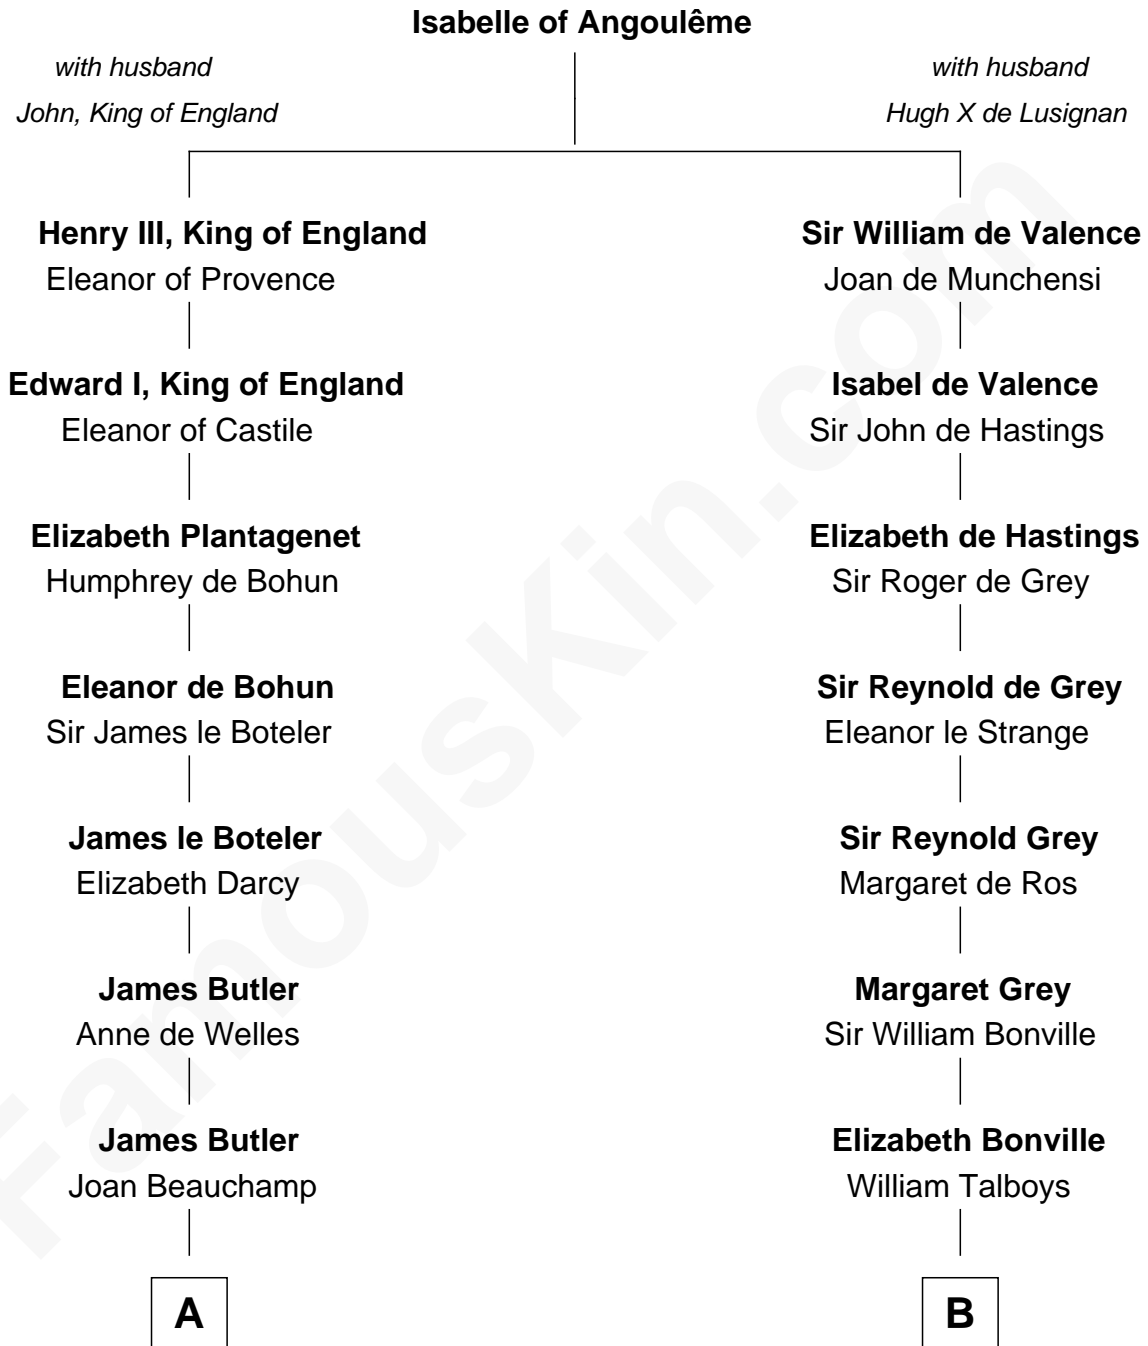 Isabelle of Angoulême
with husband
John, King of England
with husband
Hugh X de Lusignan
Henry III, King of England
Eleanor of Provence
Sir William de Valence
Joan de Munchensi
Edward I, King of England
Eleanor of Castile
Isabel de Valence
Sir John de Hastings
Elizabeth Plantagenet
Humphrey de Bohun
Elizabeth de Hastings
Sir Roger de Grey
Eleanor de Bohun
Sir James le Boteler
Sir Reynold de Grey
Eleanor le Strange
James le Boteler
Elizabeth Darcy
Sir Reynold Grey
Margaret de Ros
James Butler
Anne de Welles
Margaret Grey
Sir William Bonville
James Butler
Joan Beauchamp
Elizabeth Bonville
William Talboys
A
B
FamousKin.com